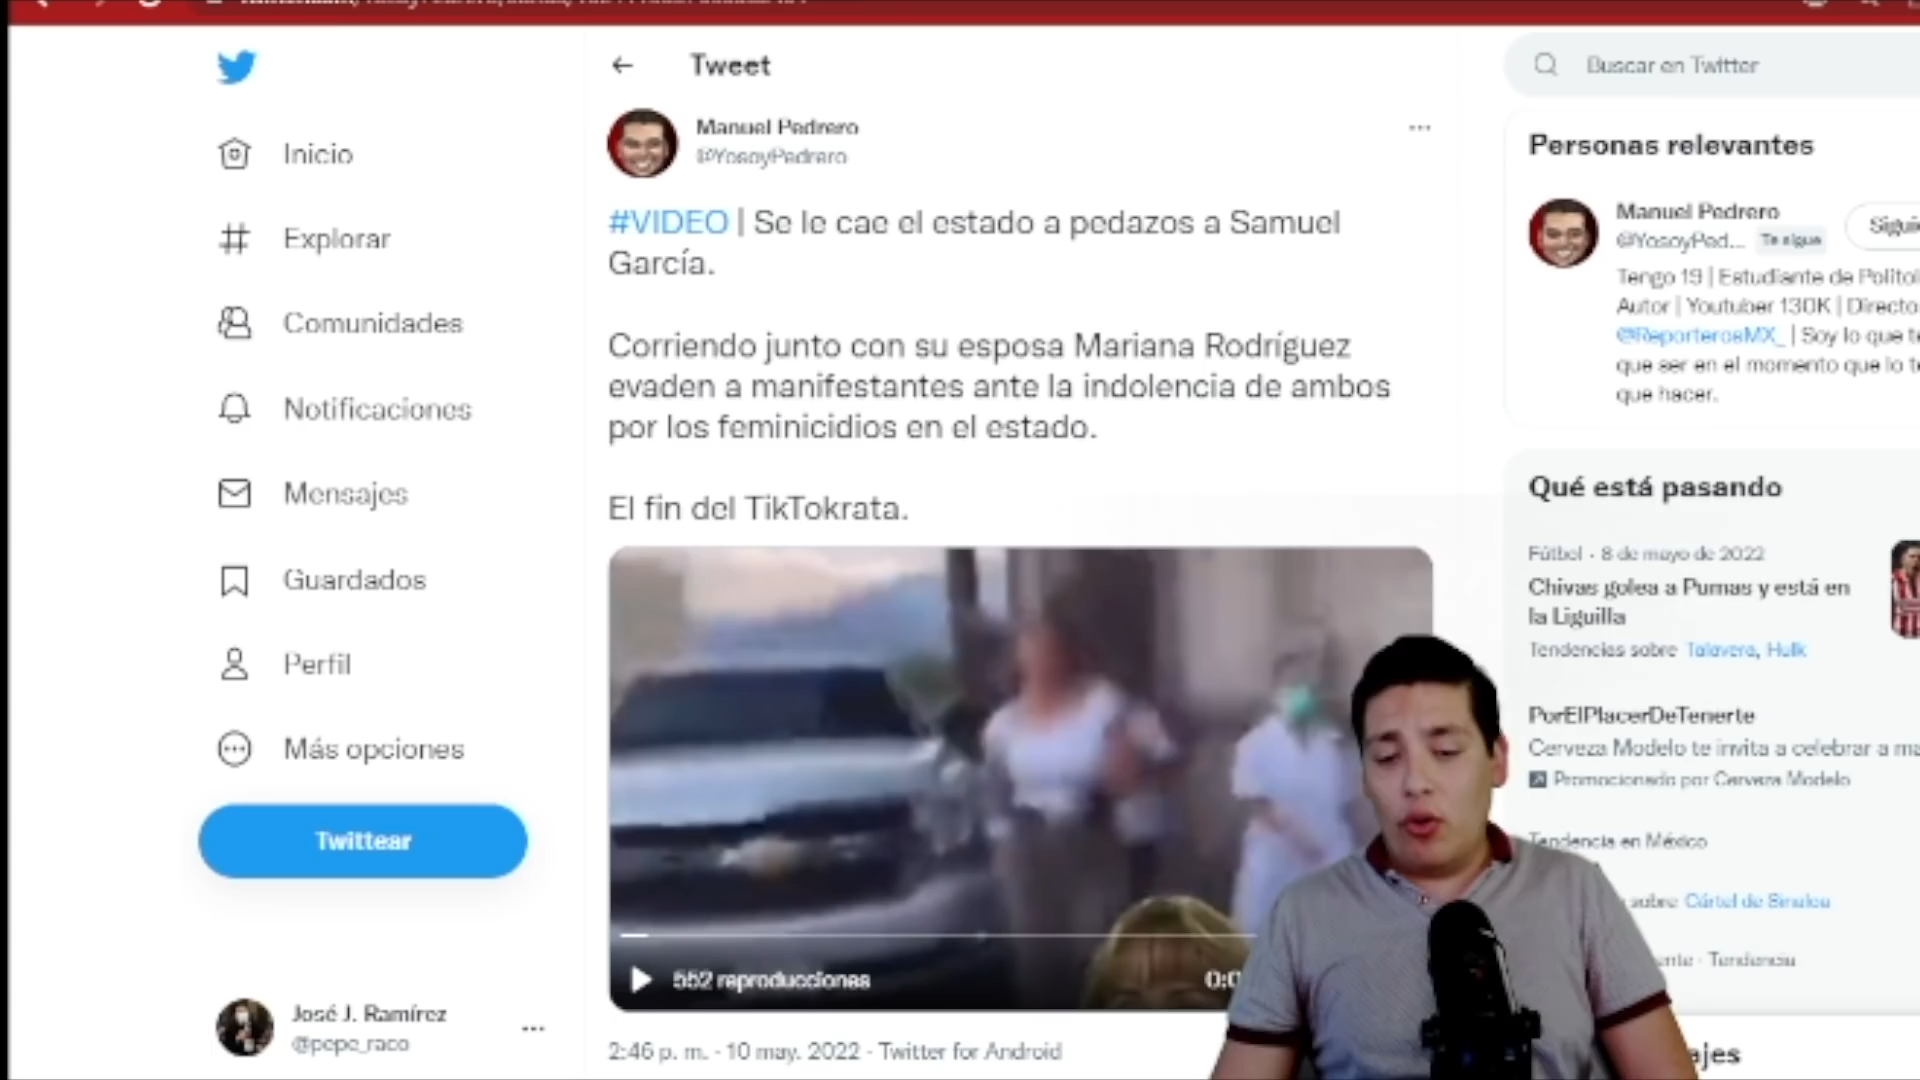 Tweet
Buscar en Twitter
Inicio
Explorar
Comunidades
Notificaciones
Mensajes
Guardados
Perfil
Más opciones
Twittear
José J. Ramírez
@pepe_raco
Manuel Pedrero
@YosoyPedrero
#VIDEO | Se le cae el estado a pedazos a Samuel
García.
Corriendo junto con su esposa Mariana Rodríguez
evaden a manifestantes ante la indolencia de ambos
por los feminicidios en el estado.
El fin del TikTokrata.
552 reproducciones
0:0
2:46 p. m. · 10 may. 2022 · Twitter for Android
Personas relevantes
Manuel Pedrero
@YosoyPed... Te sigue
Sigui
Tengo 19 | Estudiante de Politol
Autor | Youtuber 130K | Directo
@ReporterosMX_ | Soy lo que te
que ser en el momento que lo te
que hacer.
Qué está pasando
Fútbol · 8 de mayo de 2022
Chivas golea a Pumas y está en
la Liguilla
Tendencias sobre Talavera, Hulk
PorElPlacerDeTenerte
Cerveza Modelo te invita a celebrar a ma
Promocionado por Cerveza Modelo
Tendencia en México
sobre Cártel de Sinaloa
ente · Tendencia
ajes